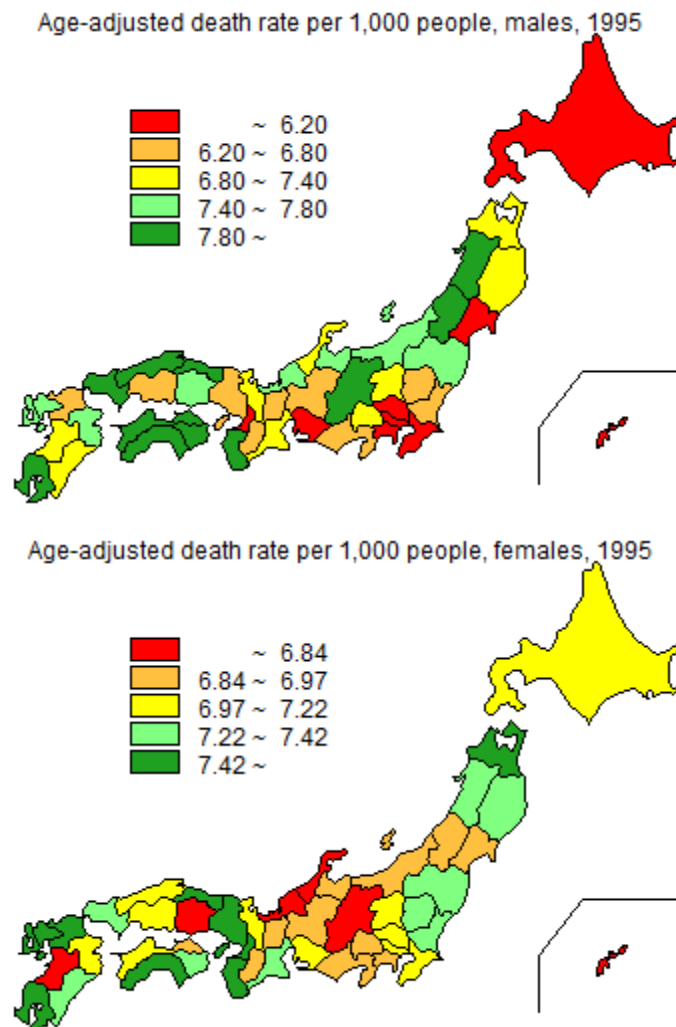 Age-adjusted death rate per 1,000 people, males, 1995
~ 6.20
6.20 ~ 6.80
6.80 ~ 7.40
7.40 ~ 7.80
7.80 ~
Age-adjusted death rate per 1,000 people, females, 1995
~ 6.84
6.84 ~ 6.97
6.97 ~ 7.22
7.22 ~ 7.42
7.42 ~